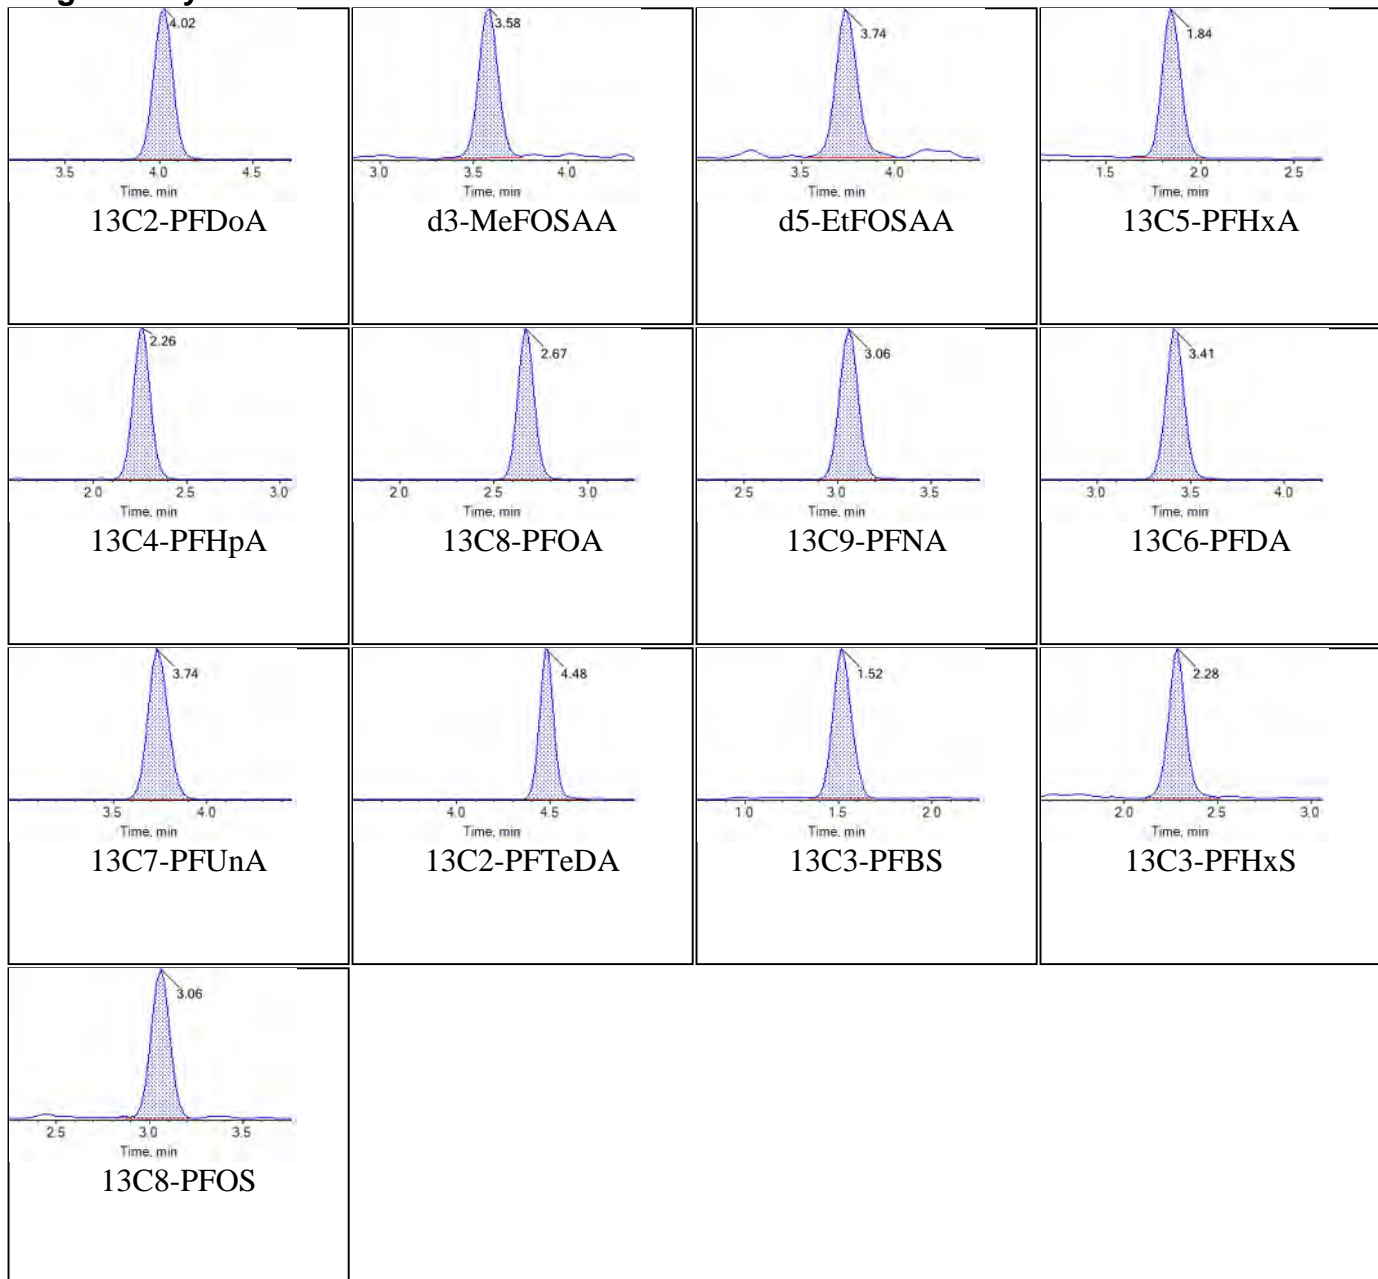 4.02
3.5 4.0 4.5
Time, min
13C2-PFDoA
3.58
3.0 3.5 4.0
Time, min
d3-MeFOSAA
3.74
3.5 4.0
Time, min
d5-EtFOSAA
1.84
1.5 2.0 2.5
Time, min
13C5-PFHxA
2.26
2.0 2.5 3.0
Time, min
13C4-PFHpA
2.67
2.0 2.5 3.0
Time, min
13C8-PFOA
3.06
2.5 3.0 3.5
Time, min
13C9-PFNA
3.41
3.0 3.5 4.0
Time, min
13C6-PFDA
3.74
3.5 4.0
Time, min
13C7-PFUnA
4.48
4.0 4.5
Time, min
13C2-PFTeDA
1.52
1.0 1.5 2.0
Time, min
13C3-PFBS
2.28
2.0 2.5 3.0
Time, min
13C3-PFHxS
3.06
2.5 3.0 3.5
Time, min
13C8-PFOS